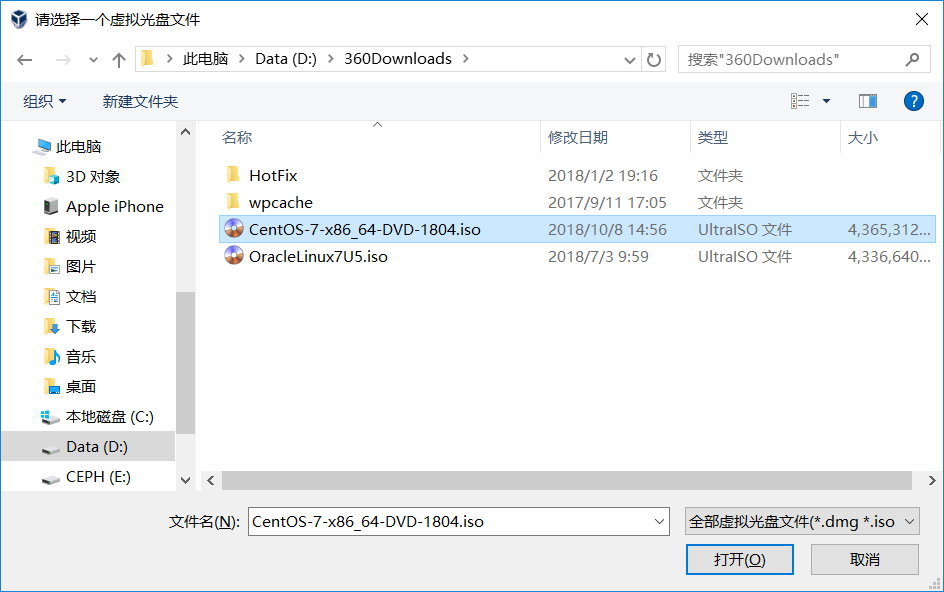 请选择一个虚拟光盘文件
此电脑 Data (D:) 360Downloads 搜索"360Downloads"
组织 新建文件夹 ?
名称 修改日期 类型 大小
此电脑
3D 对象
Apple iPhone
视频
图片
文档
下载
音乐
桌面
本地磁盘 (C:)
Data (D:)
CEPH (E:)
HotFix 2018/1/2 19:16 文件夹
wpcache 2017/9/11 17:05 文件夹
CentOS-7-x86_64-DVD-1804.iso 2018/10/8 14:56 UltraISO 文件 4,365,312...
OracleLinux7U5.iso 2018/7/3 9:59 UltraISO 文件 4,336,640...
文件名(N): CentOS-7-x86_64-DVD-1804.iso 全部虚拟光盘文件(*.dmg *.iso
打开(O) 取消